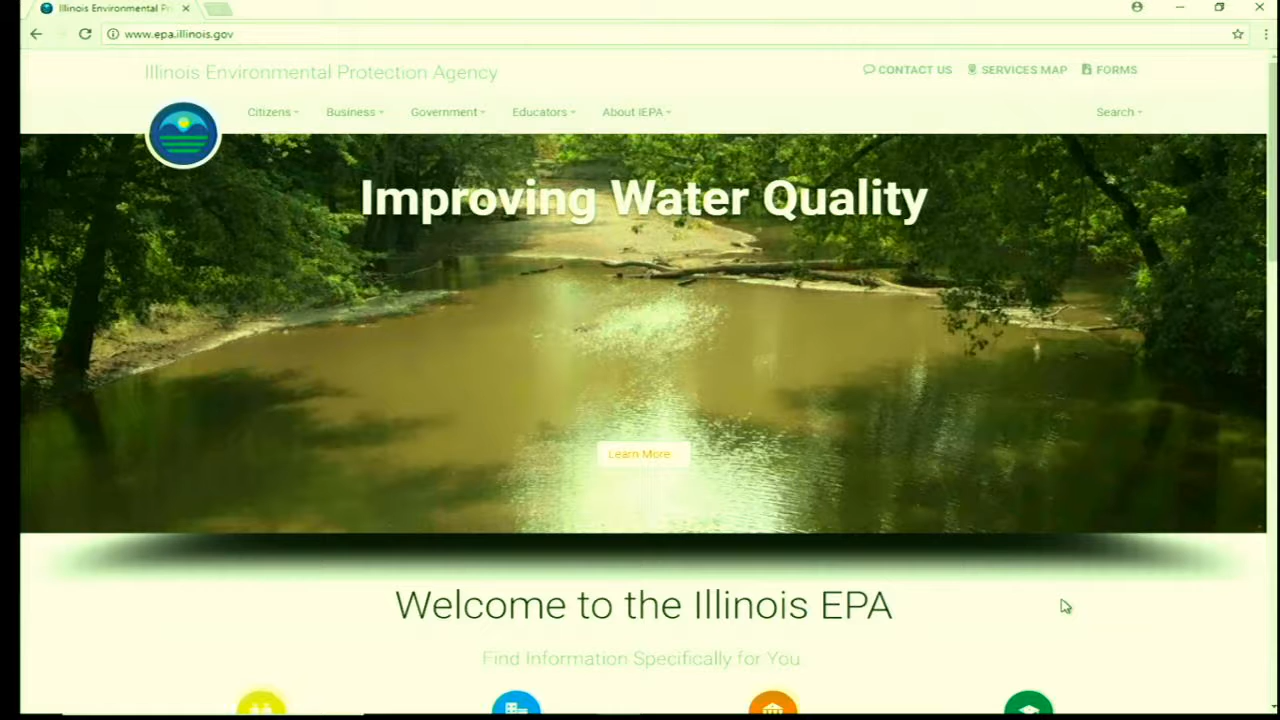 Illinois Environmental Pr
www.epa.illinois.gov
Illinois Environmental Protection Agency
CONTACT US
SERVICES MAP
FORMS
Citizens
Business
Government
Educators
About IEPA
Search
Improving Water Quality
Learn More
Welcome to the Illinois EPA
Find Information Specifically for You